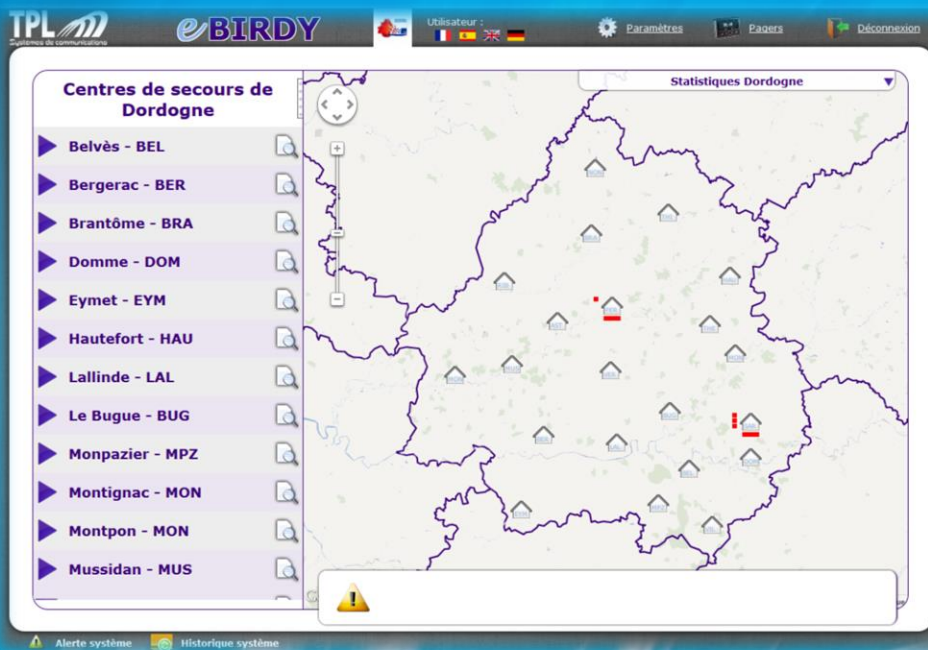 TPL
Systèmes de communications
eBIRDY
Utilisateur :
Paramètres
Pagers
Déconnexion
Centres de secours de
Dordogne
Statistiques Dordogne
Belvès - BEL
Bergerac - BER
Brantôme - BRA
Domme - DOM
Eymet - EYM
Hautefort - HAU
Lallinde - LAL
Le Bugue - BUG
Monpazier - MPZ
Montignac - MON
Montpon - MON
Mussidan - MUS
Alerte système
Historique système